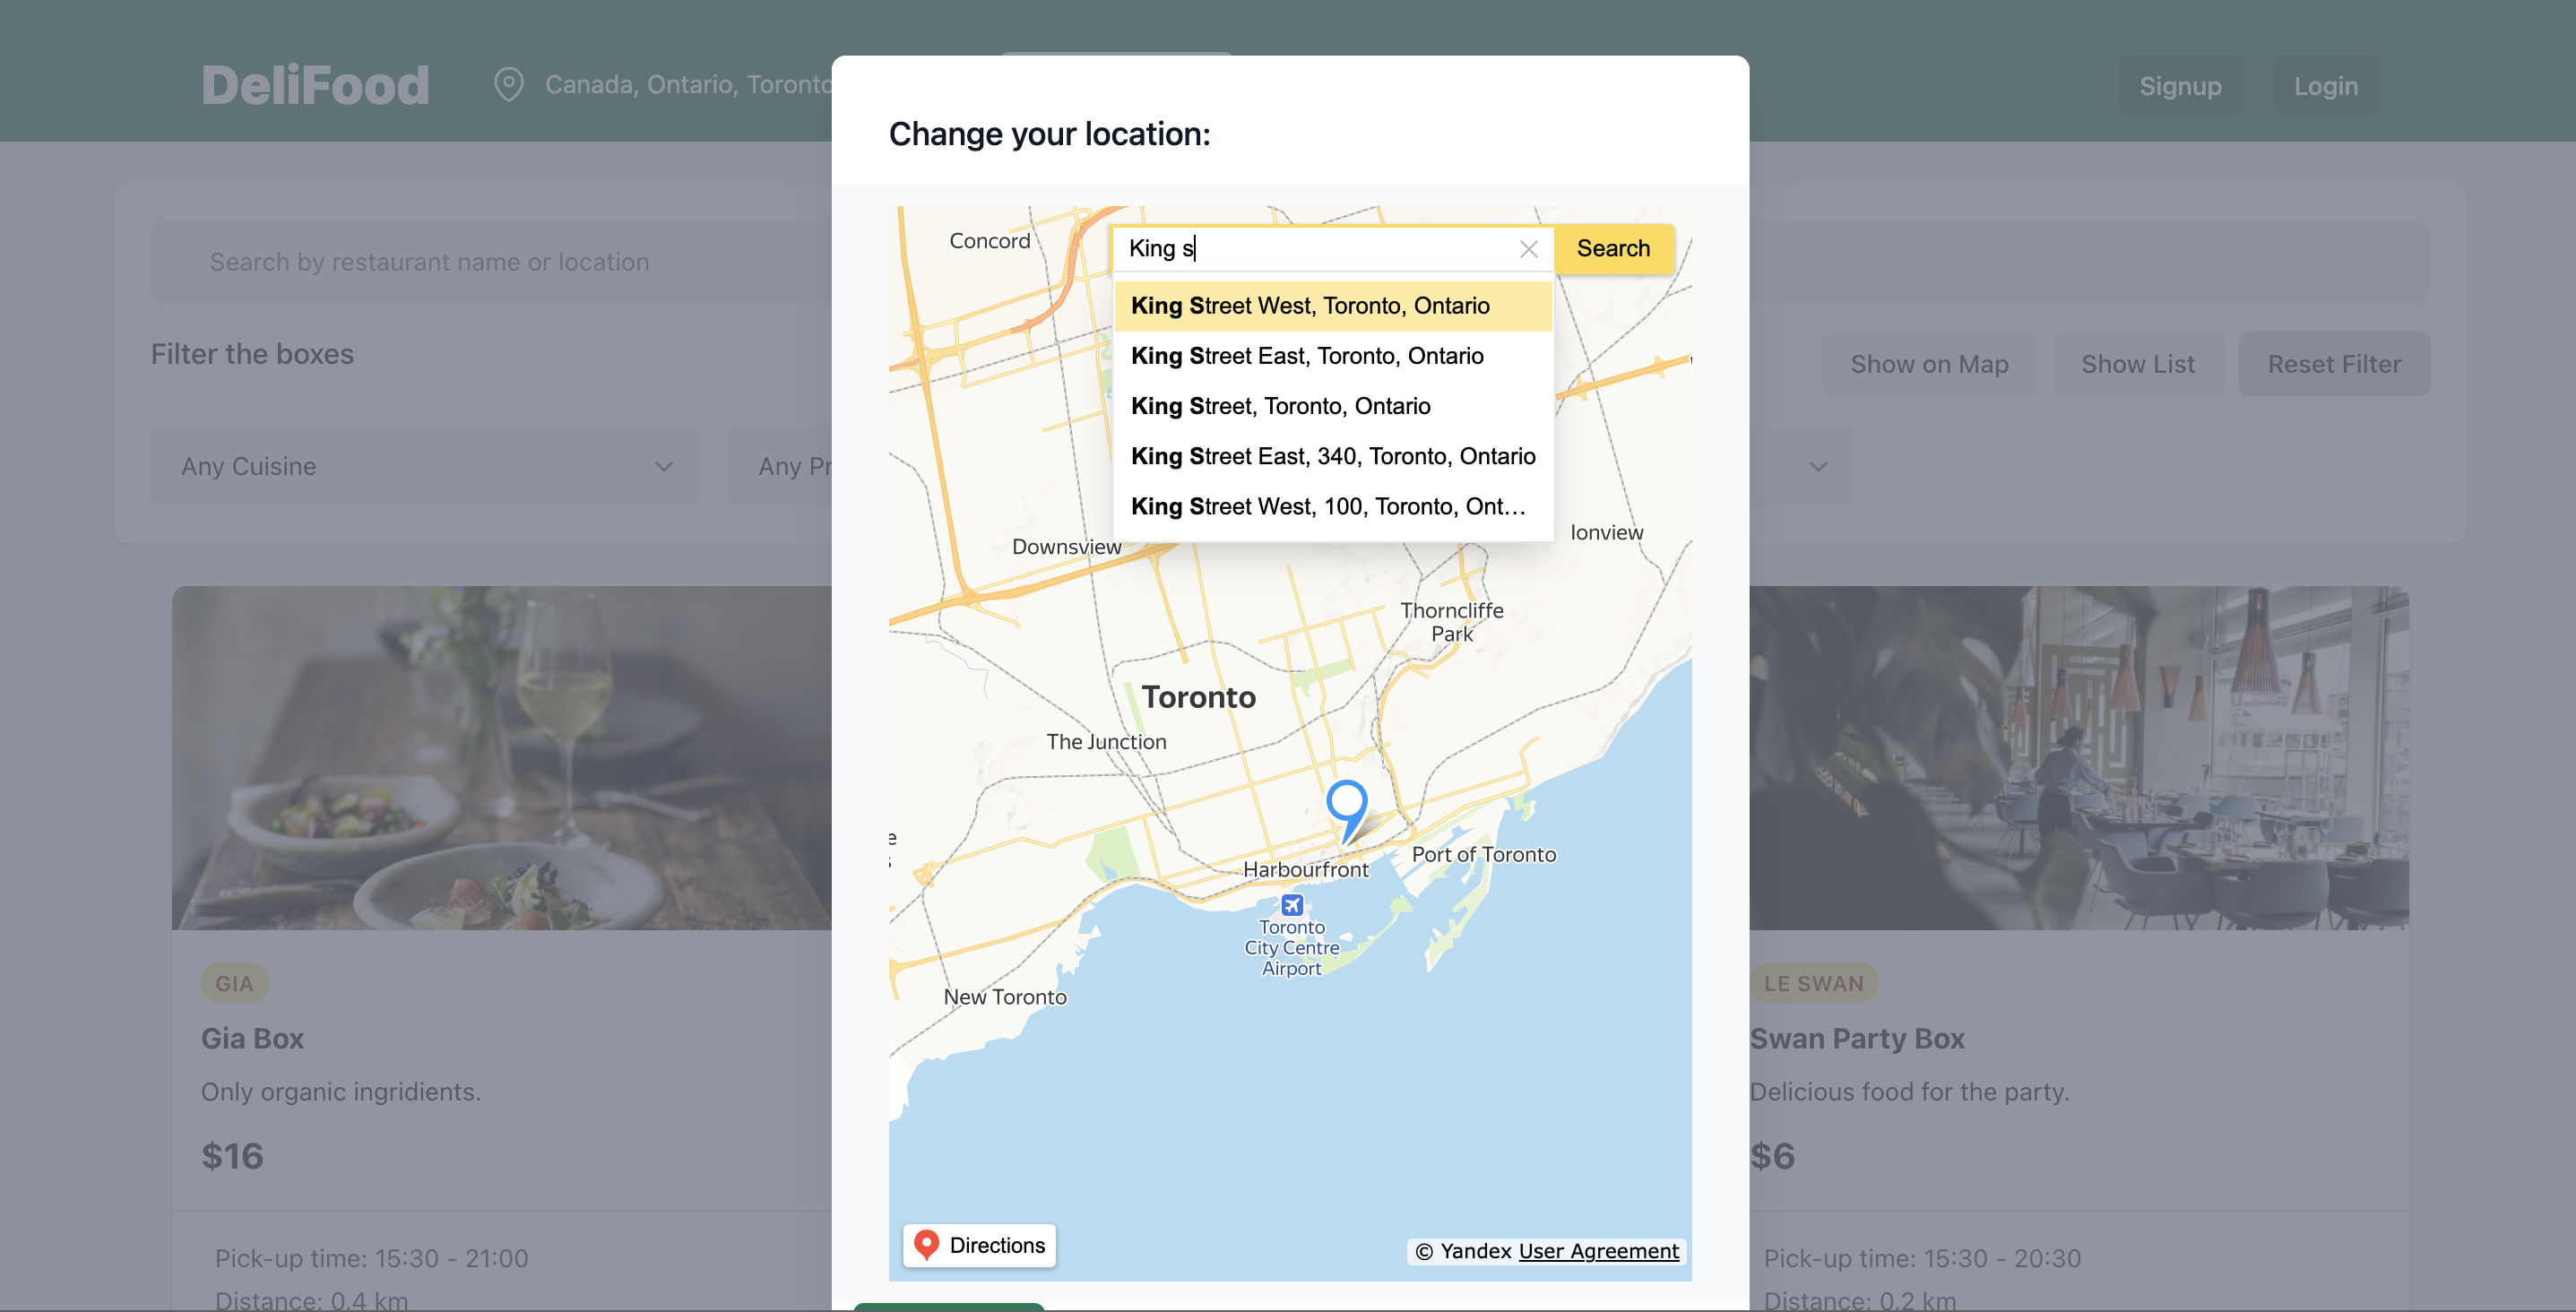 DeliFood
Canada, Ontario, Toronto
Signup
Login
Change your location:
Search by restaurant name or location
Filter the boxes
Show on Map
Show List
Reset Filter
Any Cuisine
Any Pr
King s
Search
King Street West, Toronto, Ontario
King Street East, Toronto, Ontario
King Street, Toronto, Ontario
King Street East, 340, Toronto, Ontario
King Street West, 100, Toronto, Ont...
Concord
Downsview
Ionview
Thorncliffe
Park
Toronto
The Junction
Harbourfront
Port of Toronto
Toronto
City Centre
Airport
New Toronto
Directions
© Yandex User Agreement
GIA
Gia Box
Only organic ingridients.
$16
Pick-up time: 15:30 - 21:00
Distance: 0.4 km
LE SWAN
Swan Party Box
Delicious food for the party.
$6
Pick-up time: 15:30 - 20:30
Distance: 0.2 km